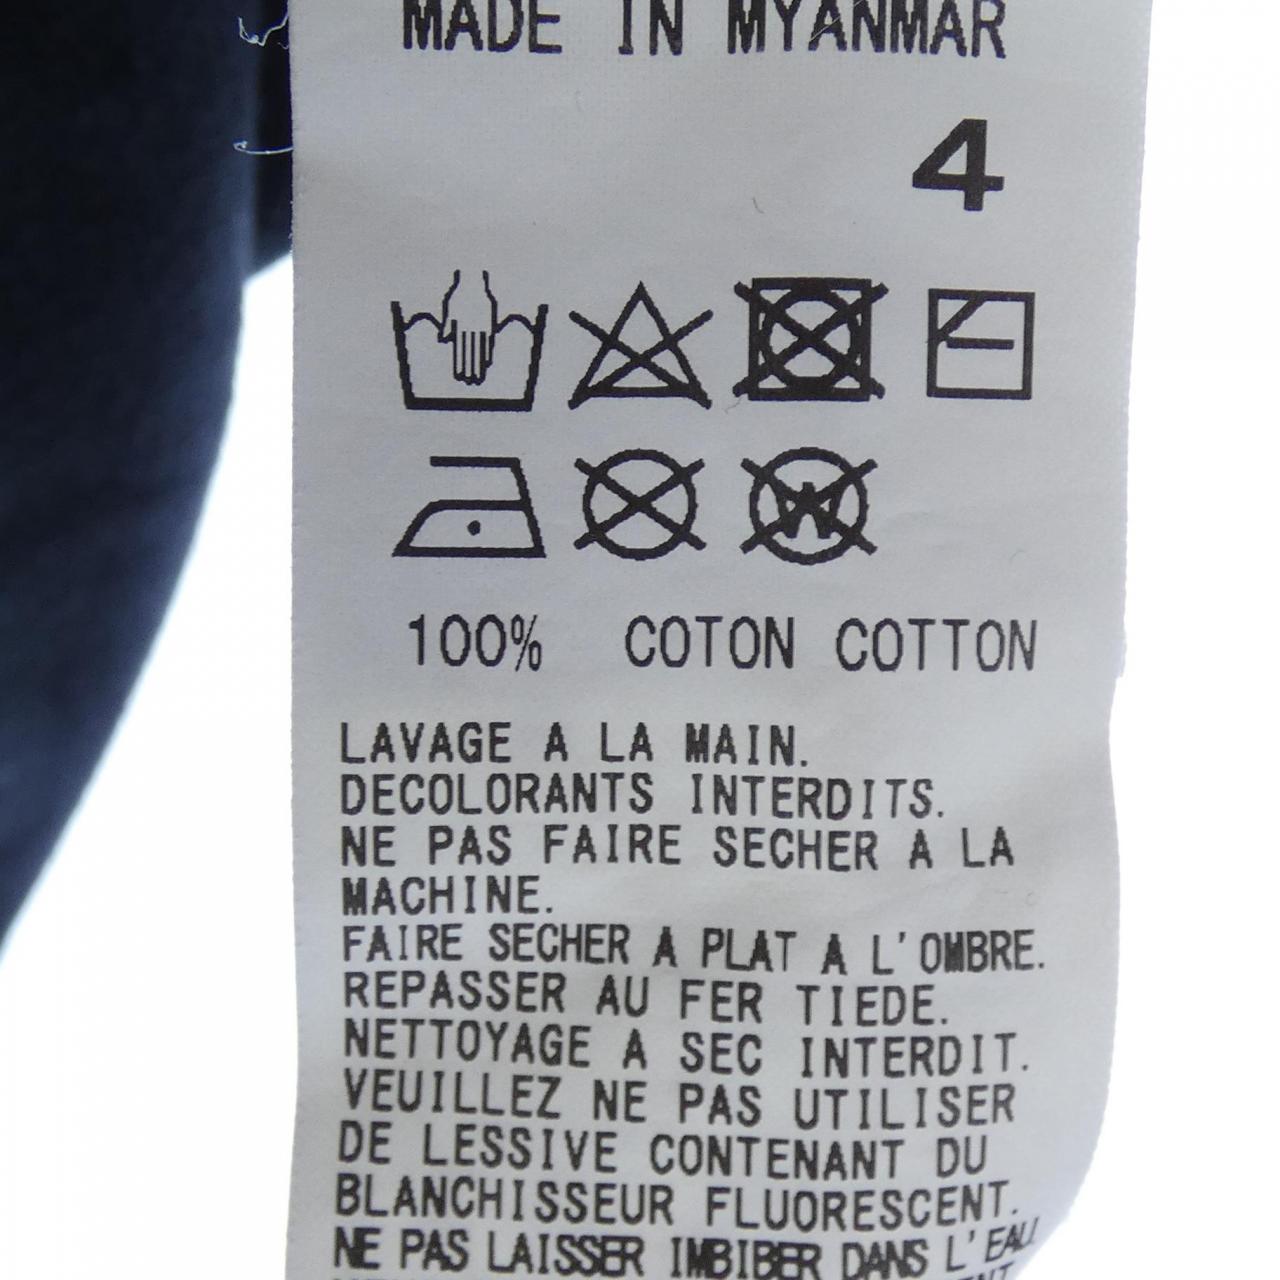 MADE IN MYANMAR
4
100% COTON COTTON
LAVAGE A LA MAIN.
DECOLORANTS INTERDITS.
NE PAS FAIRE SECHER A LA
MACHINE.
FAIRE SECHER A PLAT A L'OMBRE.
REPASSER AU FER TIEDE.
NETTOYAGE A SEC INTERDIT.
VEUILLEZ NE PAS UTILISER
DE LESSIVE CONTENANT DU
BLANCHISSEUR FLUORESCENT.
NE PAS LAISSER IMBIBER DANS L'EAU